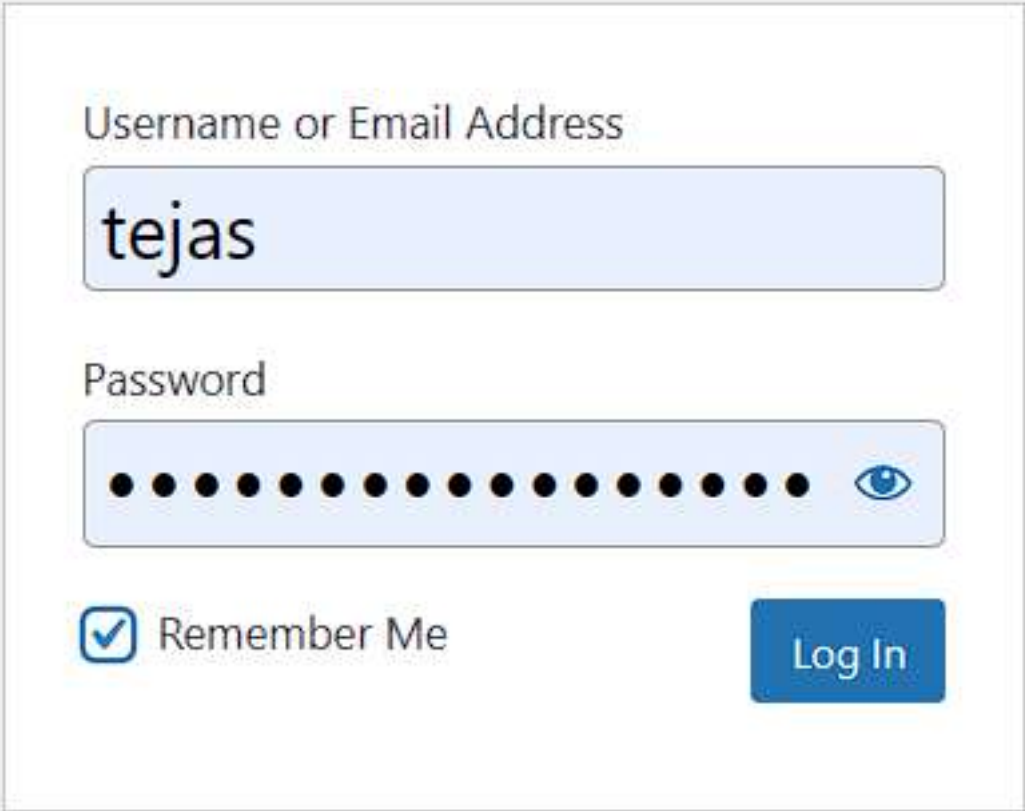 Username or Email Address
tejas
Password
•••••••••••••••••
Remember Me
Log In